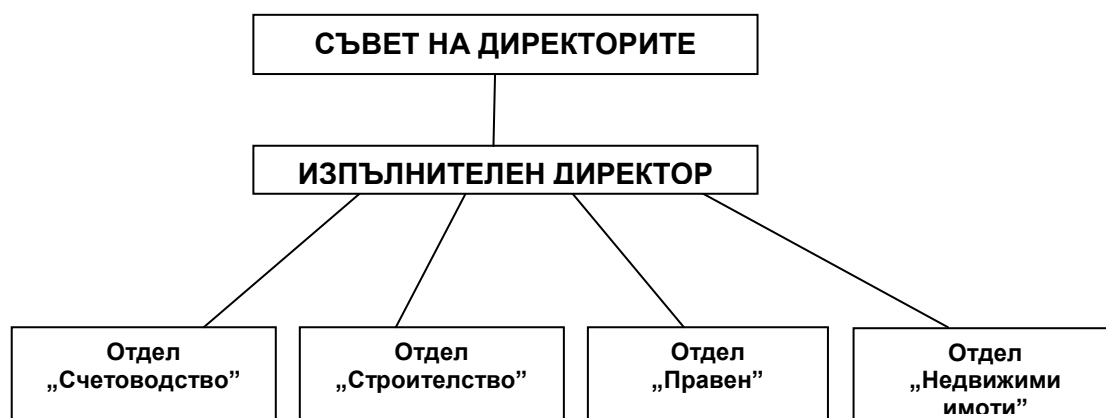 СЪВЕТ НА ДИРЕКТОРИТЕ
ИЗПЪЛНИТЕЛЕН ДИРЕКТОР
Отдел
„Счетоводство”
Отдел
„Строителство”
Отдел
„Правен”
Отдел
„Недвижими
имоти”